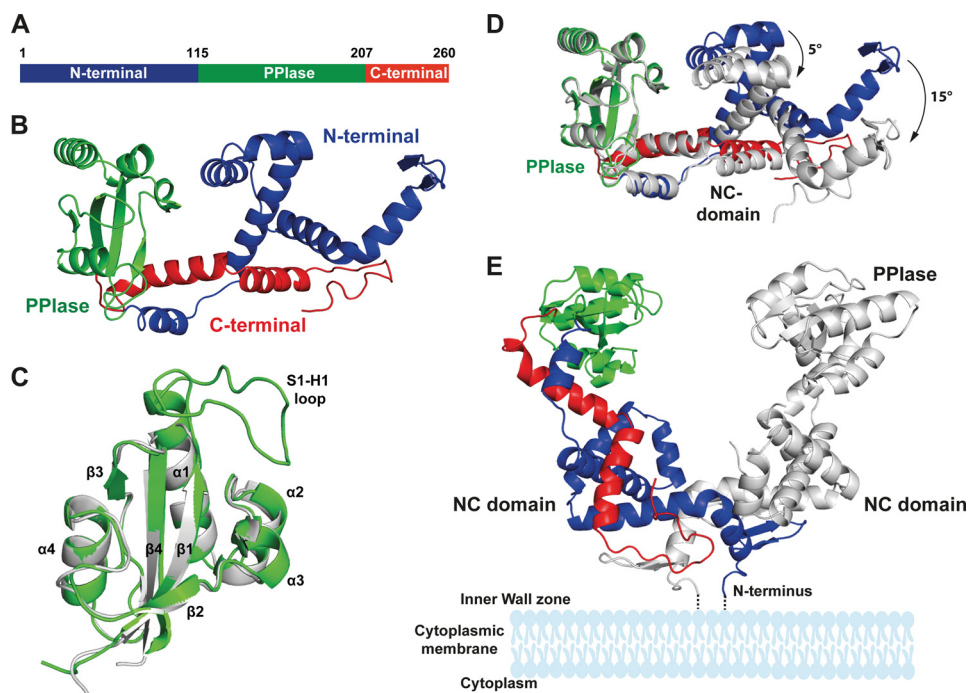 A
1 115 207 260
N-terminal PPIase C-terminal
B
N-terminal
PPIase
C-terminal
C
S1-H1
loop
β3
α1
α2
α4
β4
β1
α3
β2
D
5°
15°
PPIase
NC-
domain
E
PPIase
NC domain
NC domain
N-terminus
Inner Wall zone
Cytoplasmic
membrane
Cytoplasm